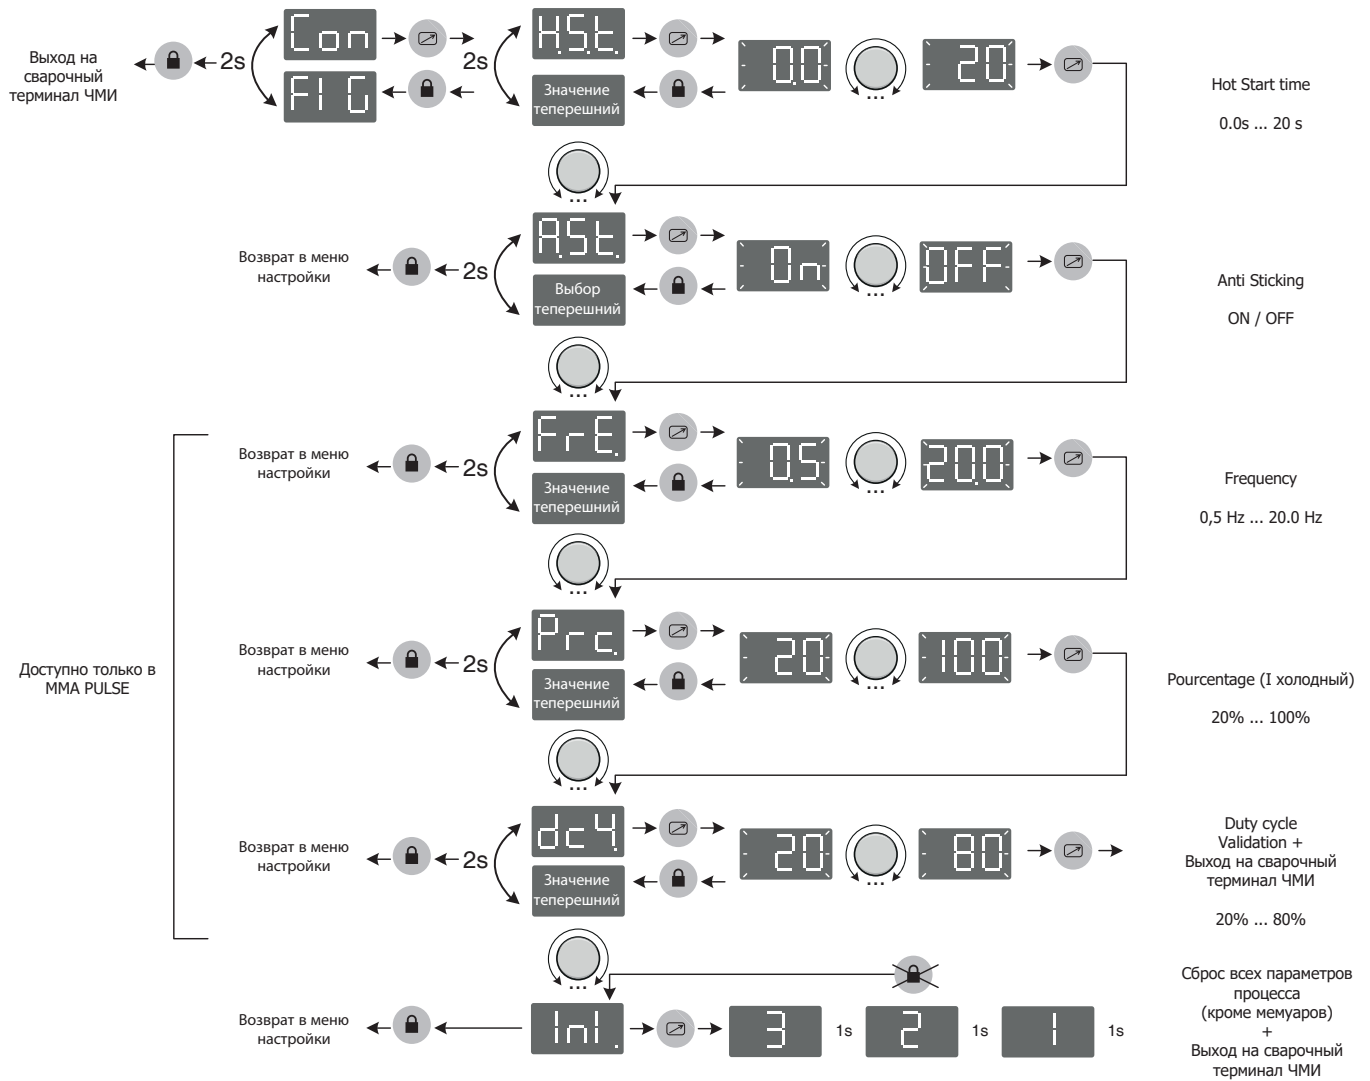 Выход на
сварочный
терминал ЧМИ
2s
Con
FIG
2s
H.S.t.
Значение
теперешний
0.0
...
20
Hot Start time
0.0s ... 20 s
...
Возврат в меню
настройки
2s
A.St.
Выбор
теперешний
On
...
OFF
Anti Sticking
ON / OFF
...
Доступно только в
MMA PULSE
Возврат в меню
настройки
2s
FrE.
Значение
теперешний
0.5
...
20.0
Frequency
0,5 Hz ... 20.0 Hz
...
Возврат в меню
настройки
2s
Prc.
Значение
теперешний
20
...
100
Pourcentage (I холодный)
20% ... 100%
...
Возврат в меню
настройки
2s
dcY.
Значение
теперешний
20
...
80
Duty cycle
Validation +
Выход на сварочный
терминал ЧМИ
20% ... 80%
...
Возврат в меню
настройки
InI.
3
1s
2
1s
1
1s
Сброс всех параметров
процесса
(кроме мемуаров)
+
Выход на сварочный
терминал ЧМИ